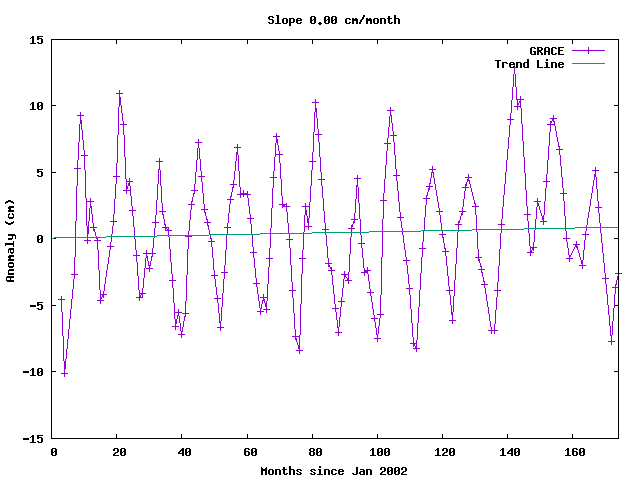 Slope 0.00 cm/month
GRACE
Trend Line
Anomaly (cm)
15
10
5
0
-5
-10
-15
0 20 40 60 80 100 120 140 160
Months since Jan 2002